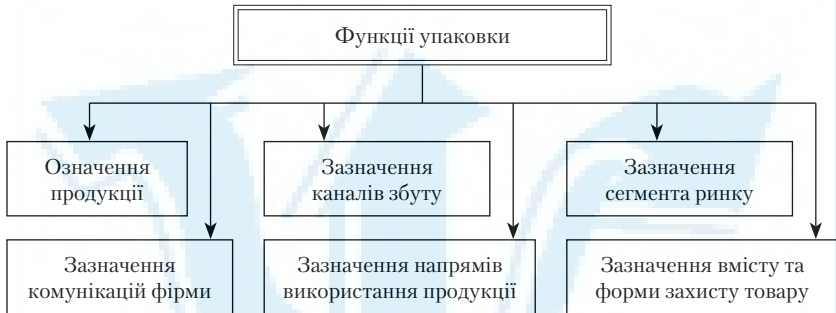 Функції упаковки
Означення
продукції
Зазначення
каналів збуту
Зазначення
сегмента ринку
Зазначення
комунікацій фірми
Зазначення напрямів
використання продукції
Зазначення вмісту та
форми захисту товару